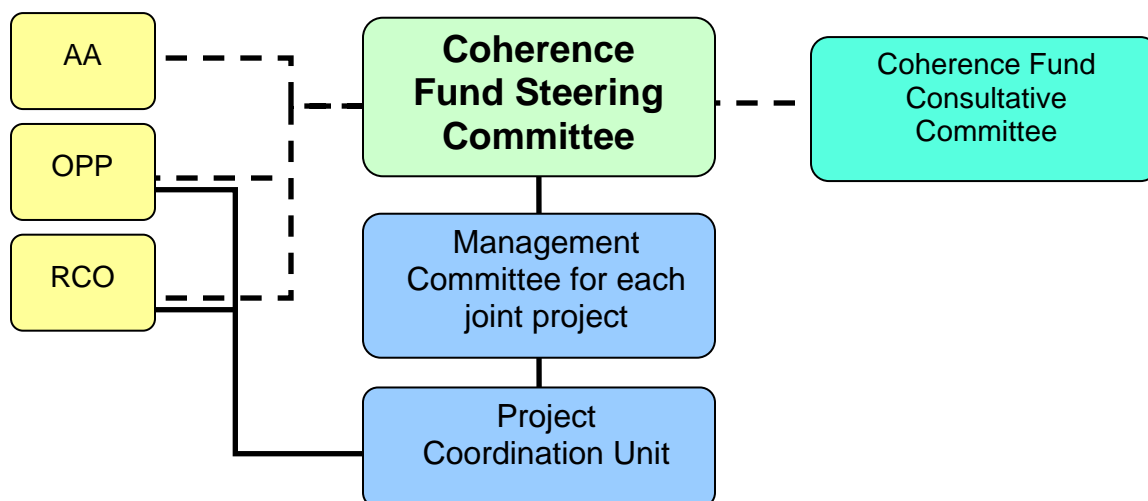 AA
OPP
RCO
Coherence
Fund Steering
Committee
Coherence Fund
Consultative
Committee
Management
Committee for each
joint project
Project
Coordination Unit